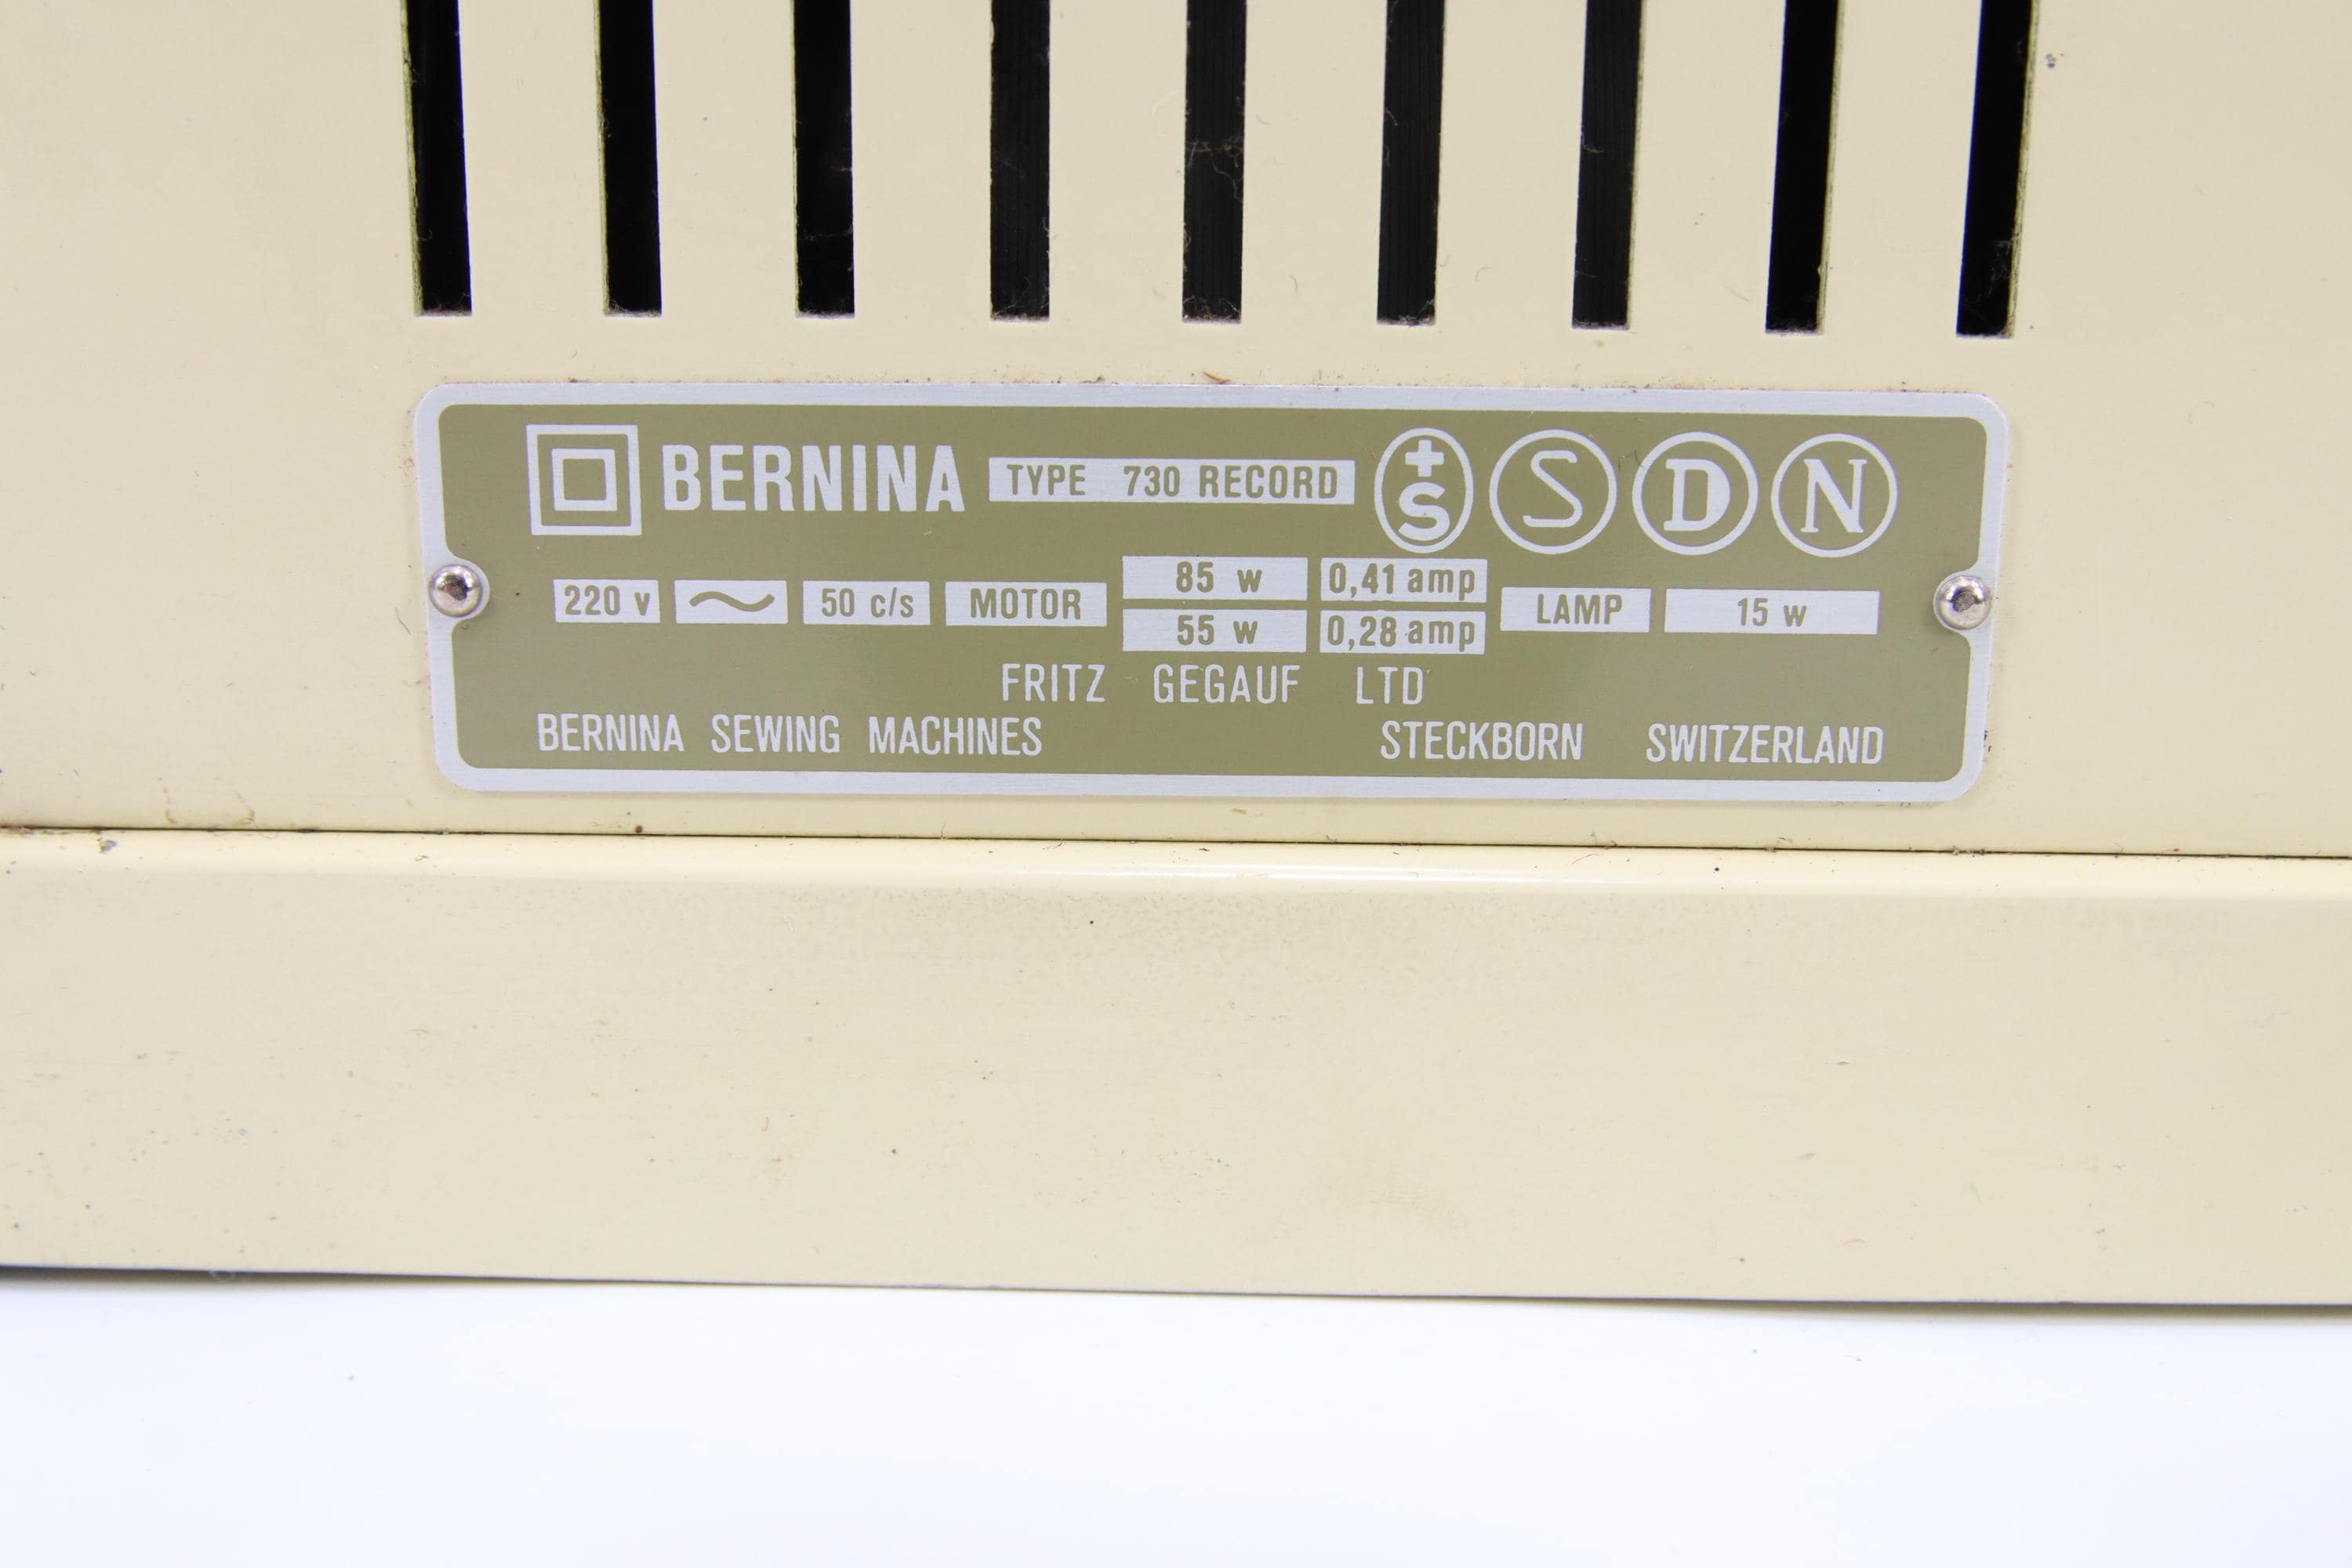 BERNINA TYPE 730 RECORD +S S D N
220 v ~ 50 c/s MOTOR 85 w 0,41 amp LAMP 15 w
55 w 0,28 amp
FRITZ GEGAUF LTD
BERNINA SEWING MACHINES STECKBORN SWITZERLAND